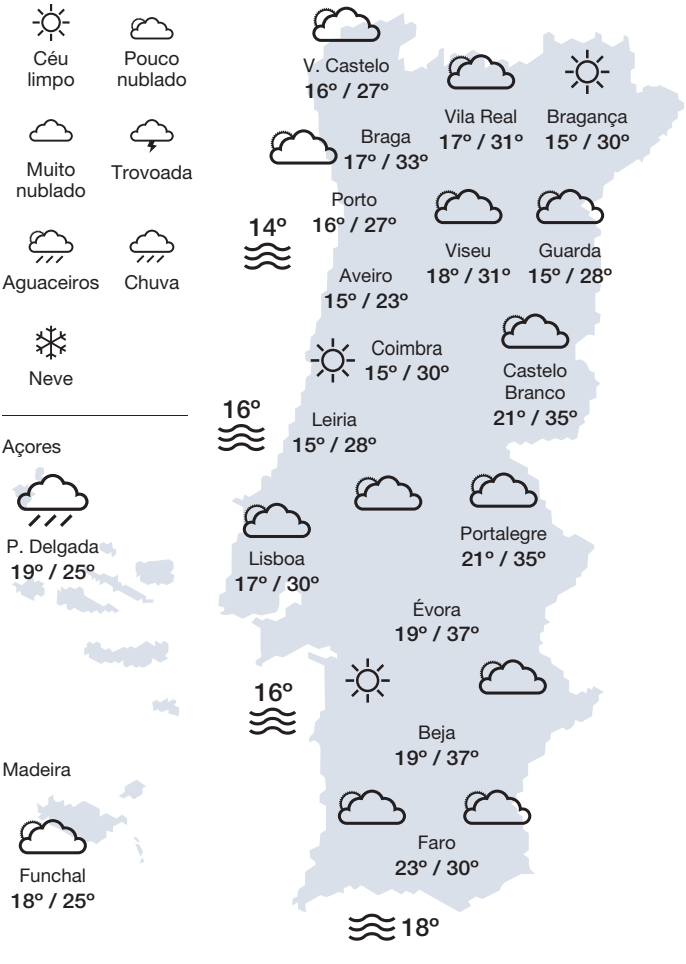 Céu
limpo
Pouco
nublado
Muito
nublado
Trovoada
Aguaceiros
Chuva
Neve
Açores
P. Delgada
19º / 25º
Madeira
Funchal
18º / 25º
V. Castelo
16º / 27º
Vila Real
17º / 31º
Bragança
15º / 30º
Braga
17º / 33º
Porto
16º / 27º
14º
Viseu
18º / 31º
Guarda
15º / 28º
Aveiro
15º / 23º
Coimbra
15º / 30º
Castelo
Branco
21º / 35º
16º
Leiria
15º / 28º
Portalegre
21º / 35º
Lisboa
17º / 30º
Évora
19º / 37º
16º
Beja
19º / 37º
Faro
23º / 30º
18º